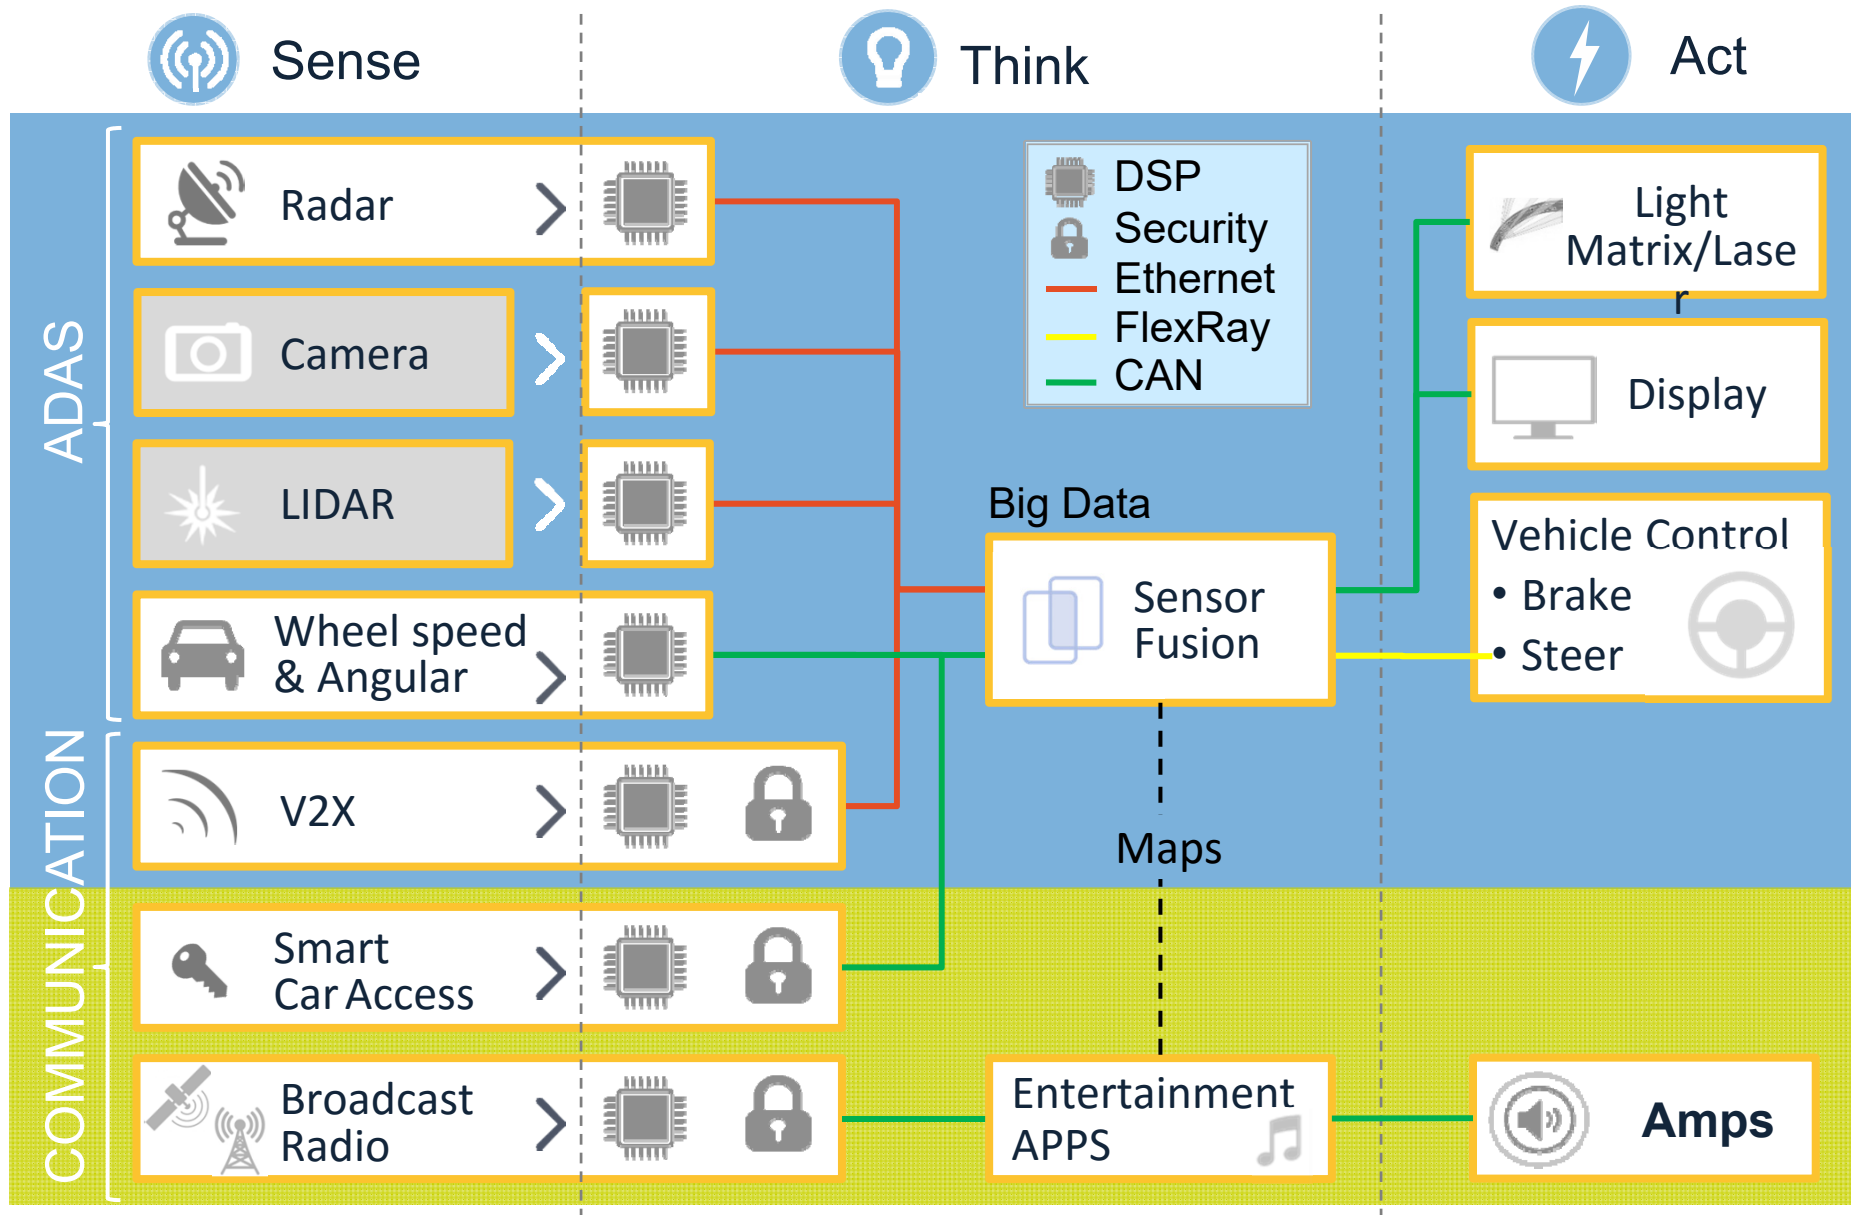 Sense
Think
Act
ADAS
COMMUNICATION
Radar
Camera
LIDAR
Wheel speed
& Angular
V2X
Smart
Car Access
Broadcast
Radio
DSP
Security
Ethernet
FlexRay
CAN
Big Data
Sensor
Fusion
Maps
Entertainment
APPS
Light
Matrix/Lase
r
Display
Vehicle Control
• Brake
• Steer
Amps